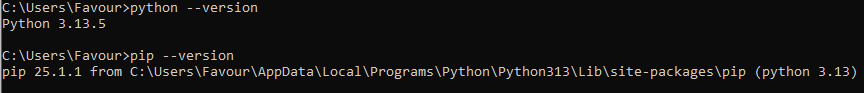 C:\Users\Favour>python --version
Python 3.13.5
C:\Users\Favour>pip --version
pip 25.1.1 from C:\Users\Favour\AppData\Local\Programs\Python\Python313\Lib\site-packages\pip (python 3.13)